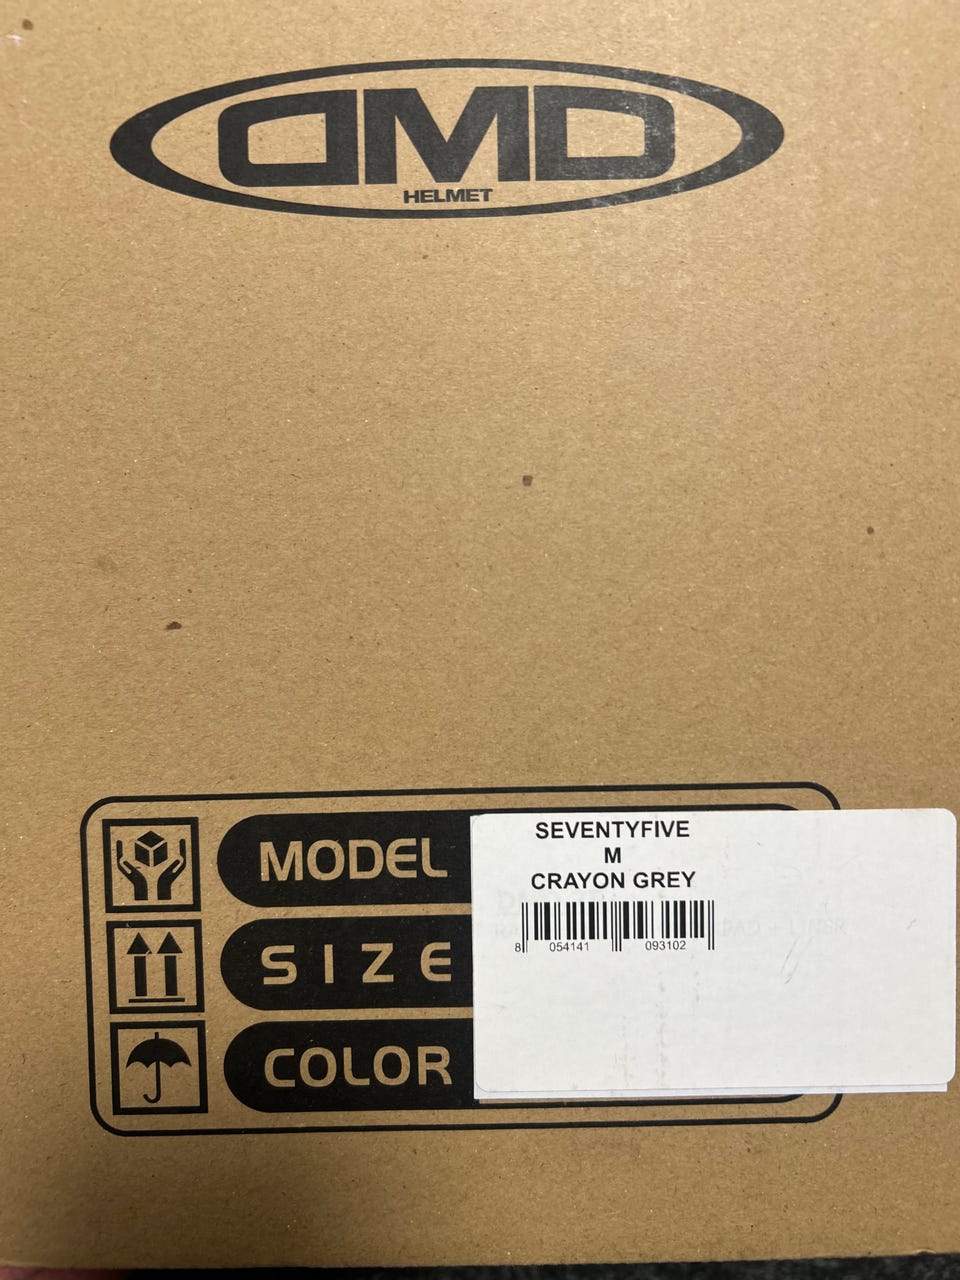 DMD
HELMET
MODEL
SIZE
COLOR
SEVENTYFIVE
M
CRAYON GREY
8 054141 093102